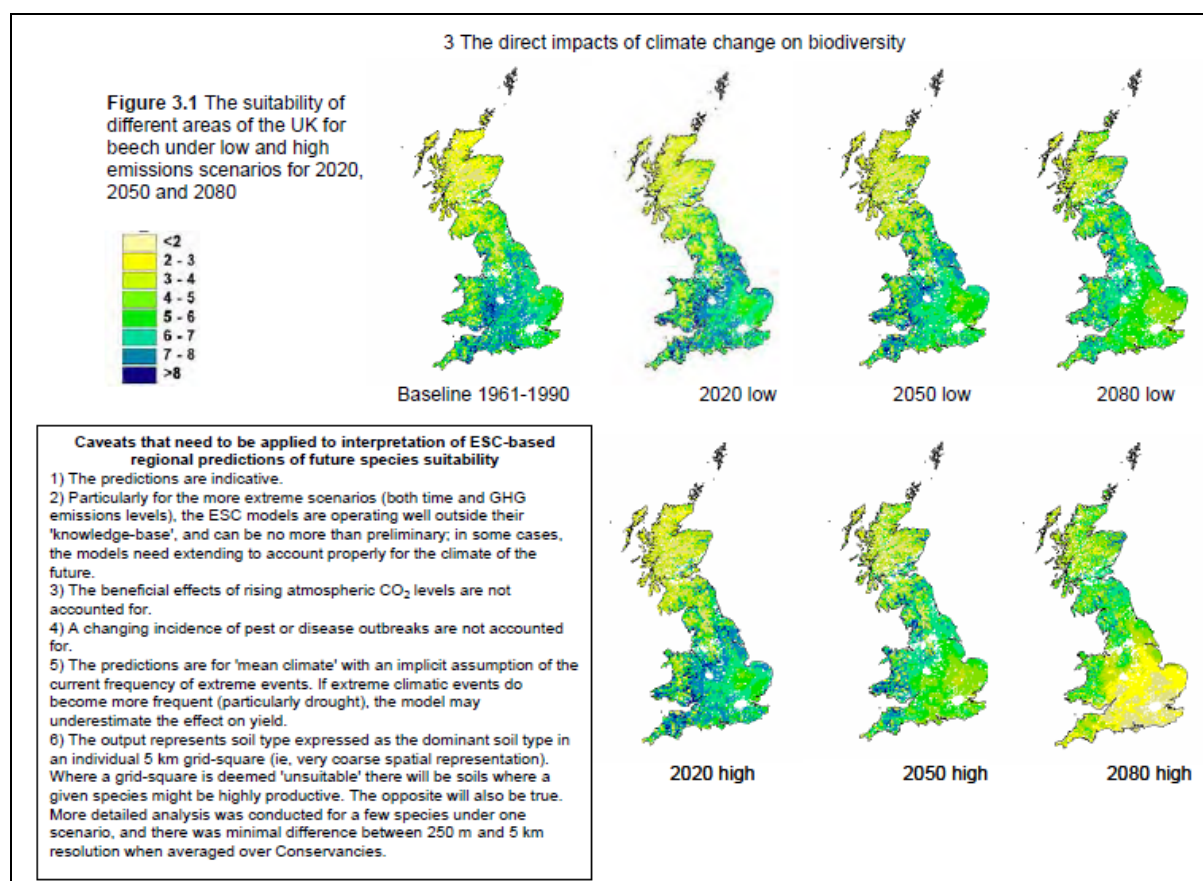 3 The direct impacts of climate change on biodiversity
Figure 3.1 The suitability of
different areas of the UK for
beech under low and high
emissions scenarios for 2020,
2050 and 2080
<2
2 - 3
3 - 4
4 - 5
5 - 6
6 - 7
7 - 8
>8
Baseline 1961-1990
2020 low
2050 low
2080 low
Caveats that need to be applied to interpretation of ESC-based
regional predictions of future species suitability
1) The predictions are indicative.
2) Particularly for the more extreme scenarios (both time and GHG
emissions levels), the ESC models are operating well outside their
'knowledge-base', and can be no more than preliminary; in some cases,
the models need extending to account properly for the climate of the
future.
3) The beneficial effects of rising atmospheric CO₂ levels are not
accounted for.
4) A changing incidence of pest or disease outbreaks are not accounted
for.
5) The predictions are for 'mean climate' with an implicit assumption of the
current frequency of extreme events. If extreme climatic events do
become more frequent (particularly drought), the model may
underestimate the effect on yield.
6) The output represents soil type expressed as the dominant soil type in
an individual 5 km grid-square (ie, very coarse spatial representation).
Where a grid-square is deemed 'unsuitable' there will be soils where a
given species might be highly productive. The opposite will also be true.
More detailed analysis was conducted for a few species under one
scenario, and there was minimal difference between 250 m and 5 km
resolution when averaged over Conservancies.
2020 high
2050 high
2080 high